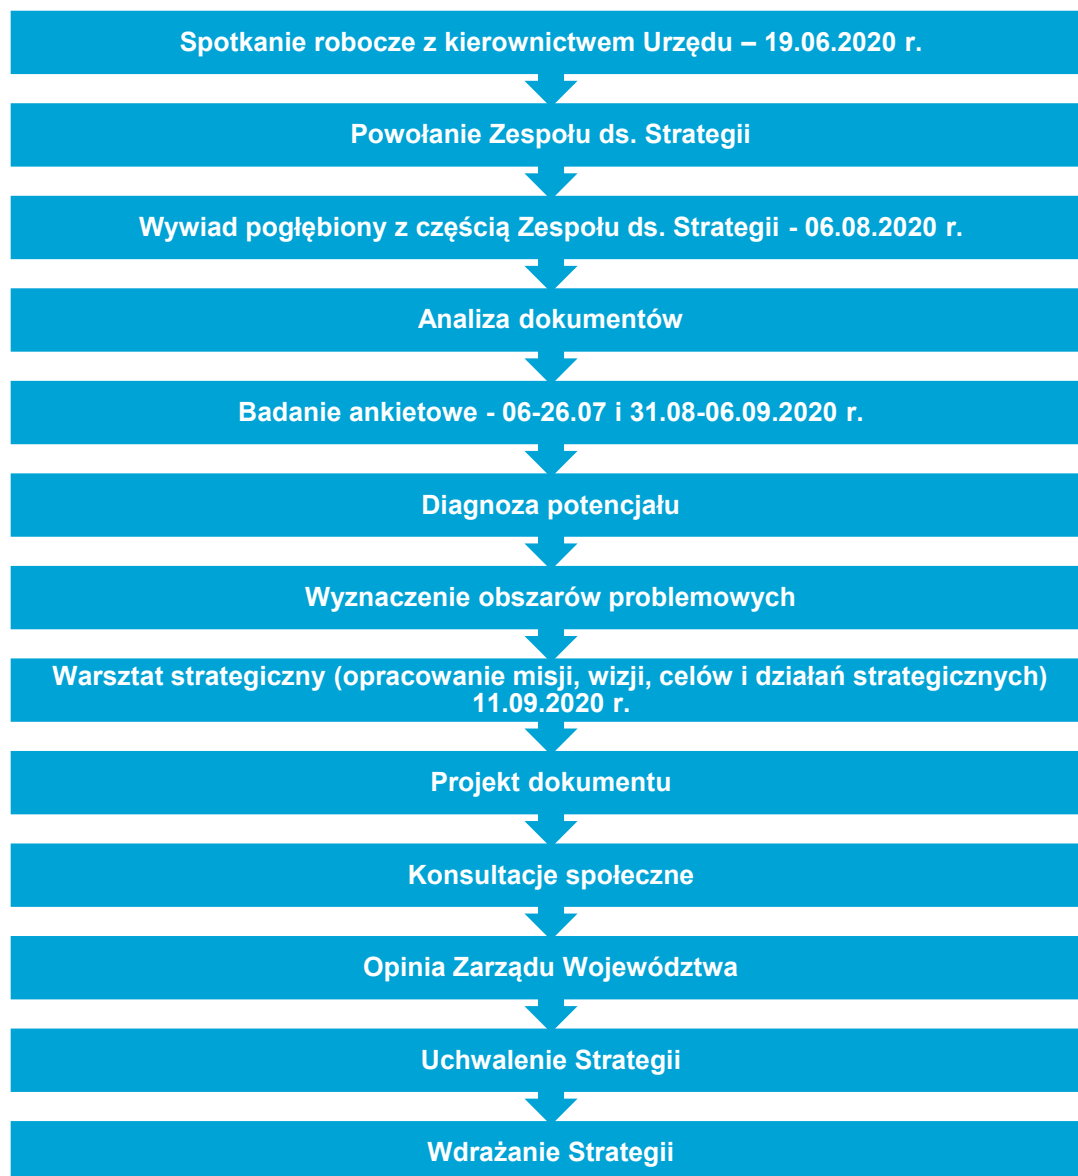 Spotkanie robocze z kierownictwem Urzędu – 19.06.2020 r.
Powołanie Zespołu ds. Strategii
Wywiad pogłębiony z częścią Zespołu ds. Strategii - 06.08.2020 r.
Analiza dokumentów
Badanie ankietowe - 06-26.07 i 31.08-06.09.2020 r.
Diagnoza potencjału
Wyznaczenie obszarów problemowych
Warsztat strategiczny (opracowanie misji, wizji, celów i działań strategicznych)
11.09.2020 r.
Projekt dokumentu
Konsultacje społeczne
Opinia Zarządu Województwa
Uchwalenie Strategii
Wdrażanie Strategii